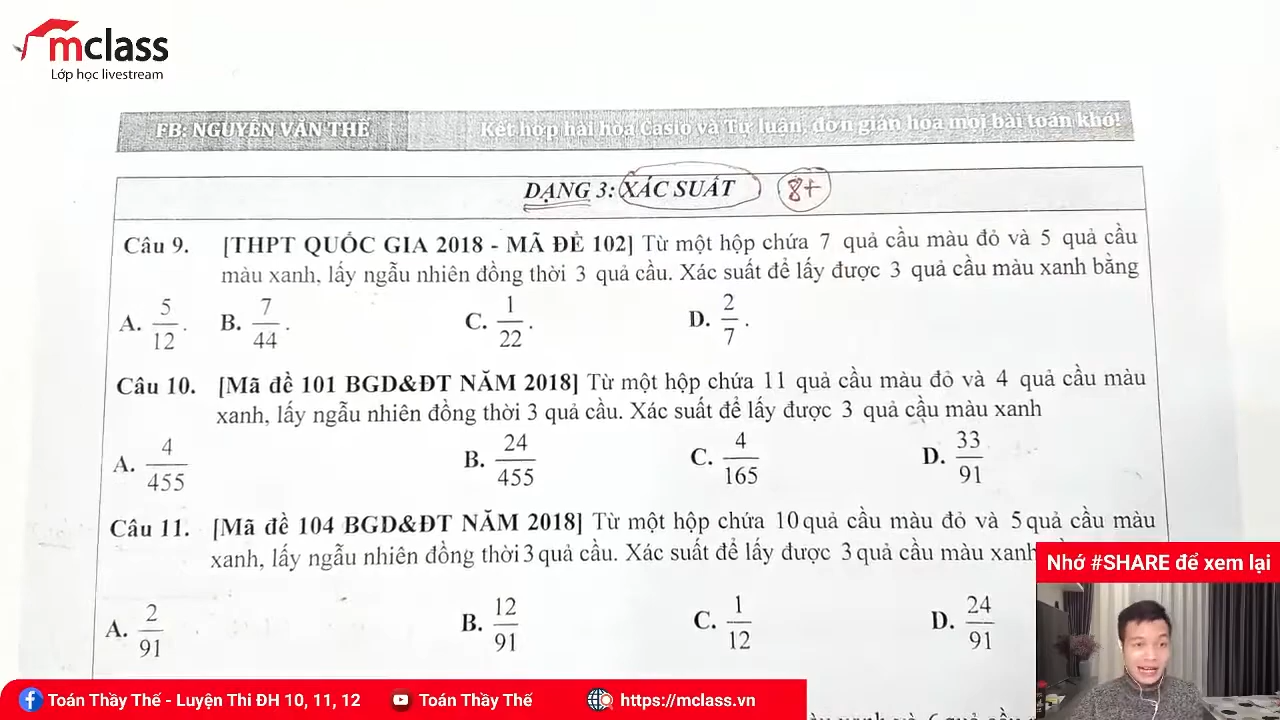 mclass
Lớp học livestream
FB: NGUYỄN VĂN THẾ
Kết hợp hài hòa Casio và Tự luận, đơn giản hóa mọi bài toán khó!
DẠNG 3: XÁC SUẤT 8+
Câu 9. [THPT QUỐC GIA 2018 - MÃ ĐỀ 102] Từ một hộp chứa 7 quả cầu màu đỏ và 5 quả cầu
màu xanh, lấy ngẫu nhiên đồng thời 3 quả cầu. Xác suất để lấy được 3 quả cầu màu xanh bằng
A. 5/12. B. 7/44. C. 1/22. D. 2/7.
Câu 10. [Mã đề 101 BGD&ĐT NĂM 2018] Từ một hộp chứa 11 quả cầu màu đỏ và 4 quả cầu màu
xanh, lấy ngẫu nhiên đồng thời 3 quả cầu. Xác suất để lấy được 3 quả cầu màu xanh
A. 4/455 B. 24/455 C. 4/165 D. 33/91
Câu 11. [Mã đề 104 BGD&ĐT NĂM 2018] Từ một hộp chứa 10 quả cầu màu đỏ và 5 quả cầu màu
xanh, lấy ngẫu nhiên đồng thời 3 quả cầu. Xác suất để lấy được 3 quả cầu màu xanh
A. 2/91 B. 12/91 C. 1/12 D. 24/91
Nhớ #SHARE để xem lại
Toán Thầy Thế - Luyện Thi ĐH 10, 11, 12 Toán Thầy Thế https://mclass.vn